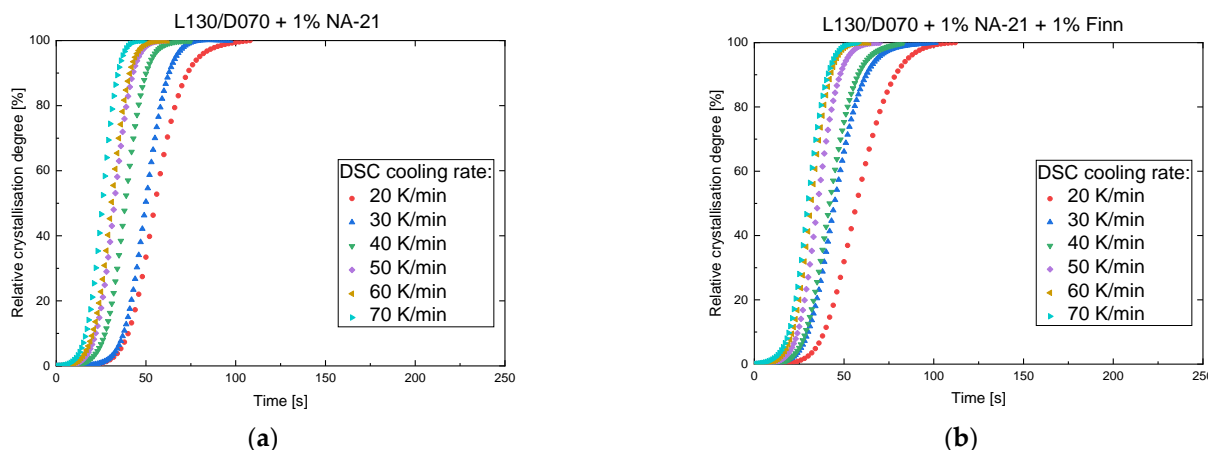 L130/D070 + 1% NA-21
100
80
60
40
20
0
Relative crystallisation degree [%]
DSC cooling rate:
20 K/min
30 K/min
40 K/min
50 K/min
60 K/min
70 K/min
0 50 100 150 200 250
Time [s]
(a)
L130/D070 + 1% NA-21 + 1% Finn
100
80
60
40
20
0
Relative crystallisation degree [%]
DSC cooling rate:
20 K/min
30 K/min
40 K/min
50 K/min
60 K/min
70 K/min
0 50 100 150 200 250
Time [s]
(b)